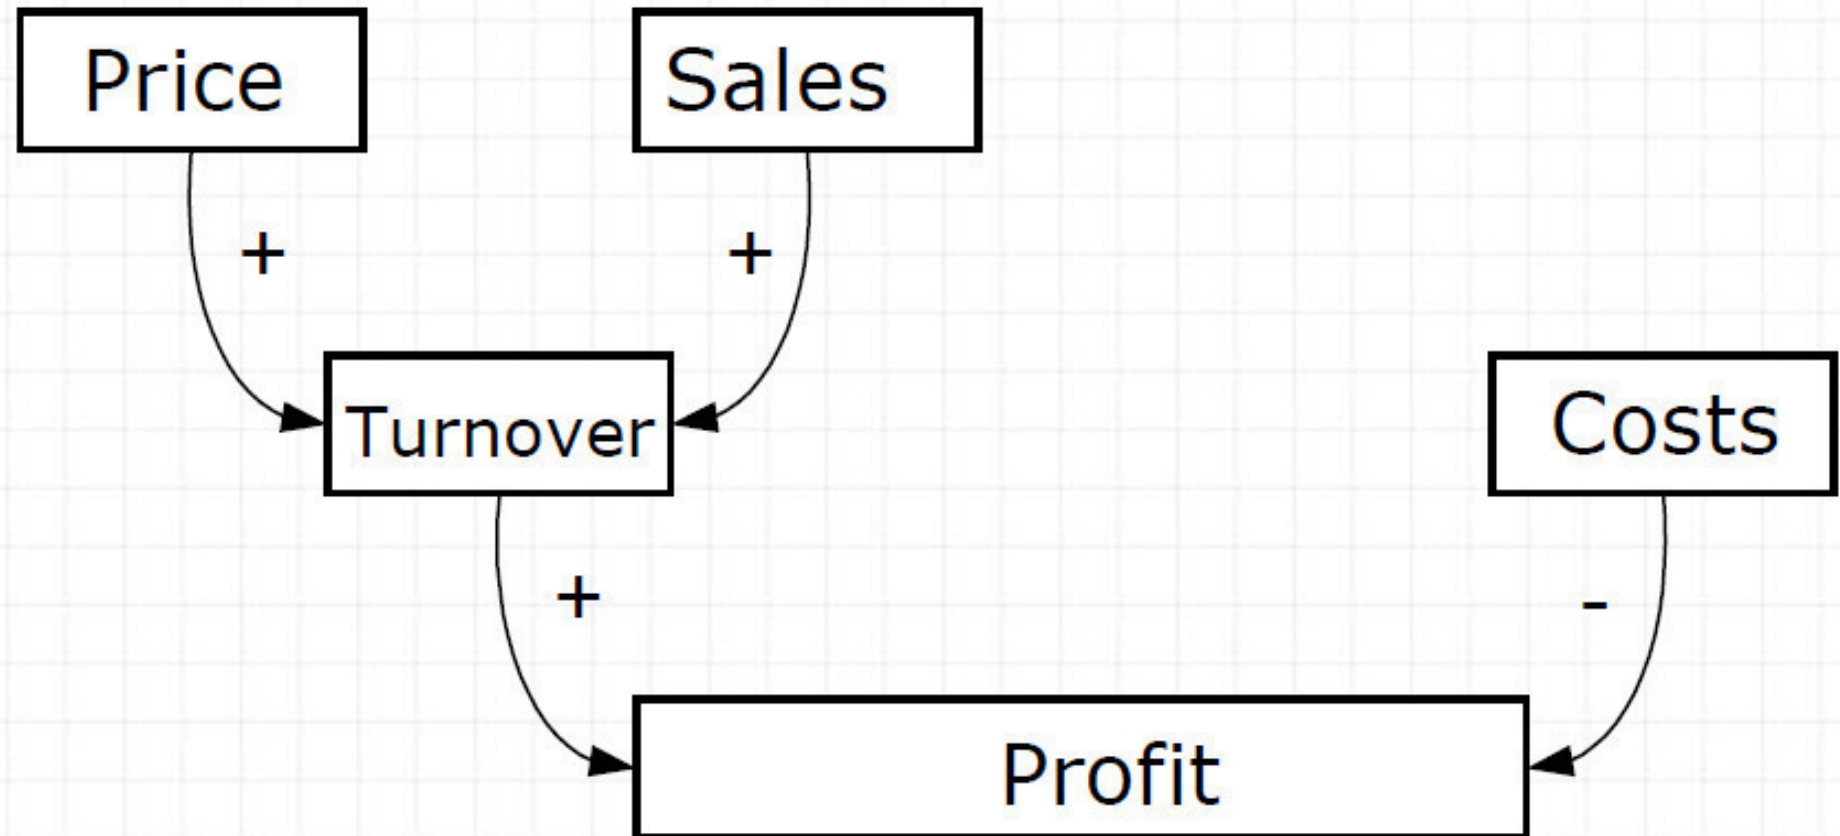 Price
Sales
+
+
Turnover
Costs
+
-
Profit